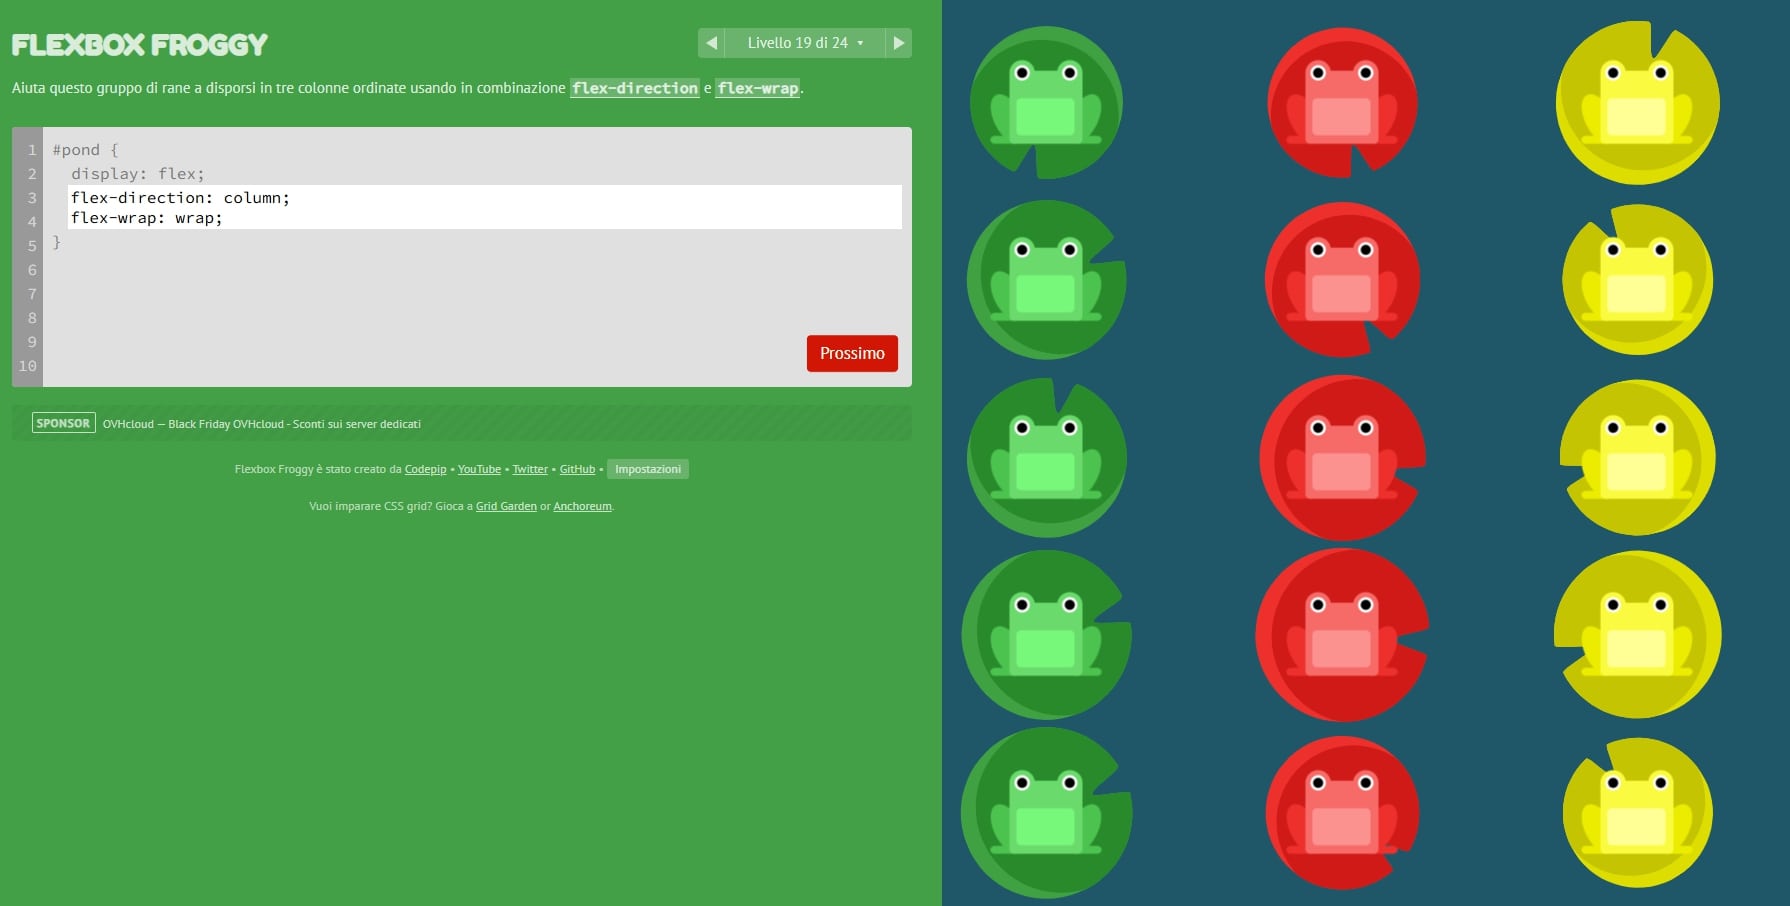 FLEXBOX FROGGY
Livello 19 di 24
Aiuta questo gruppo di rane a disporsi in tre colonne ordinate usando in combinazione flex-direction e flex-wrap.
1 #pond {
2 display: flex;
3 flex-direction: column;
4 flex-wrap: wrap;
5 }
6
7
8
9
10
Prossimo
SPONSOR OVHcloud — Black Friday OVHcloud - Sconti sui server dedicati
Flexbox Froggy è stato creato da Codepip • YouTube • Twitter • GitHub • Impostazioni
Vuoi imparare CSS grid? Gioca a Grid Garden or Anchoreum.